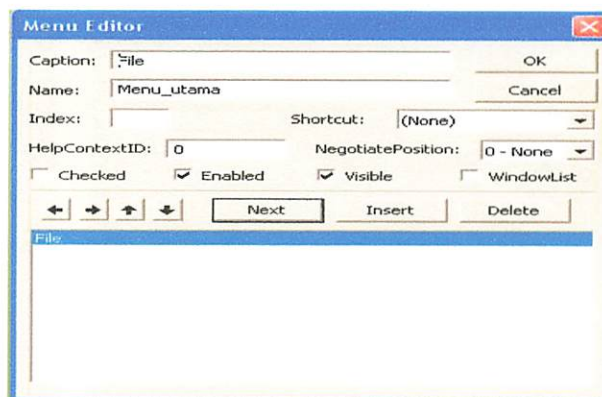 Menu Editor
Caption: File OK
Name: Menu_utama Cancel
Index: Shortcut: (None)
HelpContextID: 0 NegotiatePosition: 0 - None
Checked Enabled Visible WindowList
Next Insert Delete
File